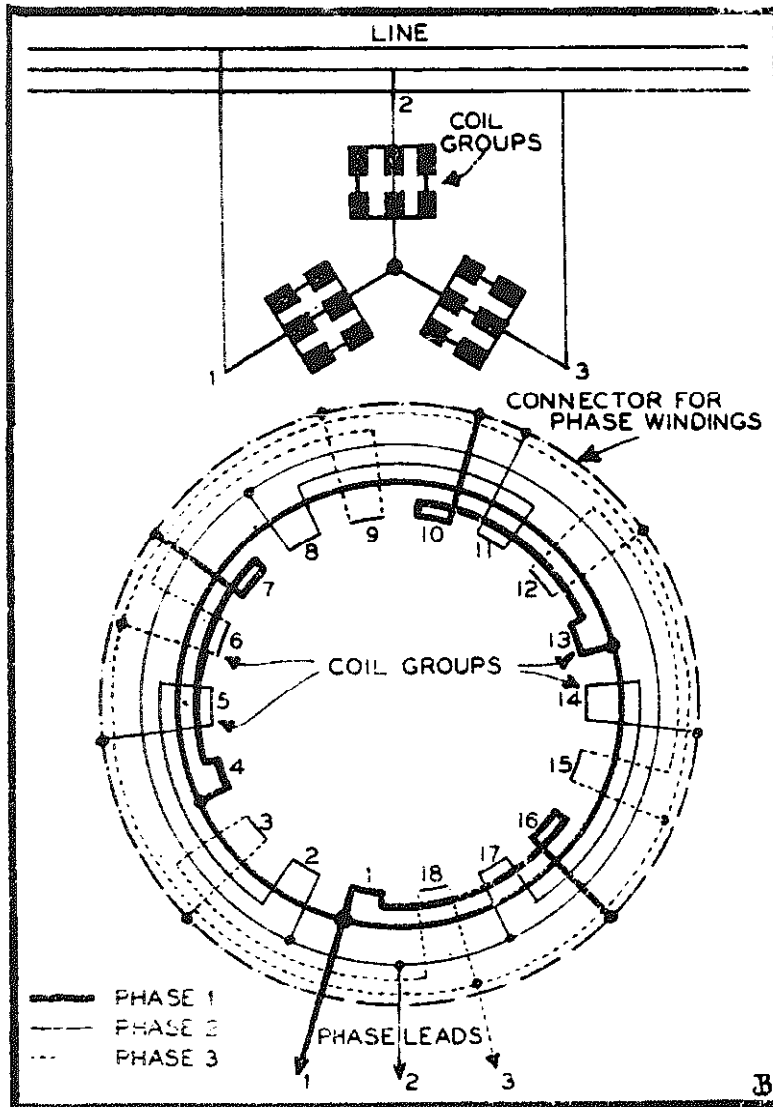 LINE
2
COIL
GROUPS
1
3
CONNECTOR FOR
PHASE WINDINGS
8
9
10
11
7
12
6
13
COIL GROUPS
5
14
4
15
3
16
2
17
1
18
PHASE 1
PHASE 2
PHASE 3
PHASE LEADS
1
2
3
JB